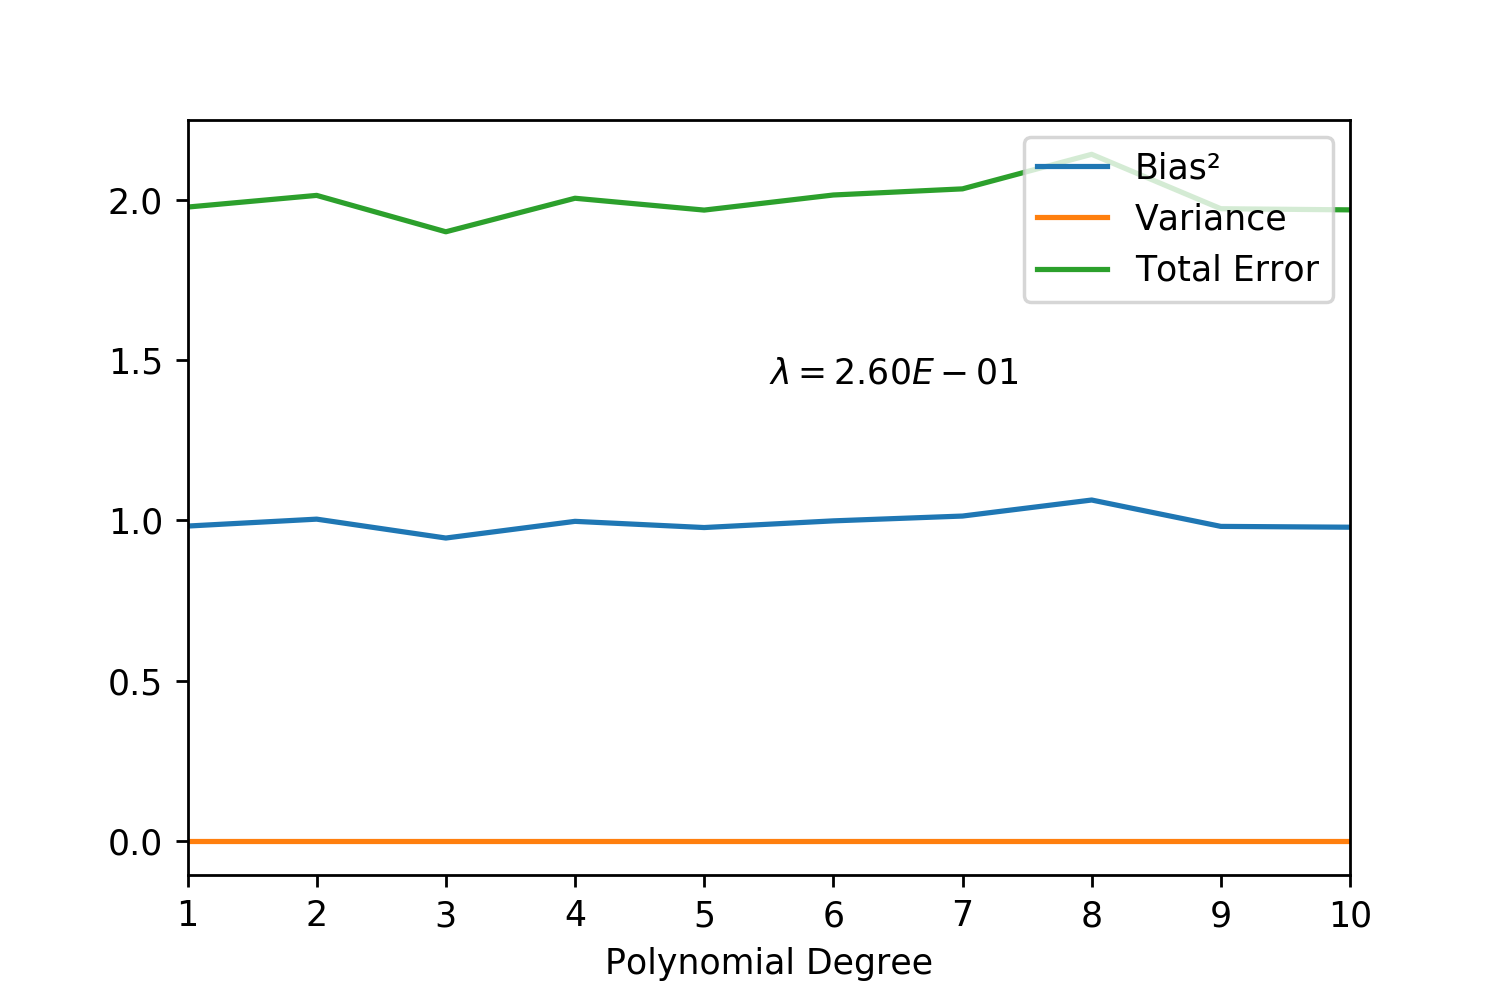 2.0
1.5
1.0
0.5
0.0
Bias²
Variance
Total Error
λ = 2.60E − 01
1 2 3 4 5 6 7 8 9 10
Polynomial Degree